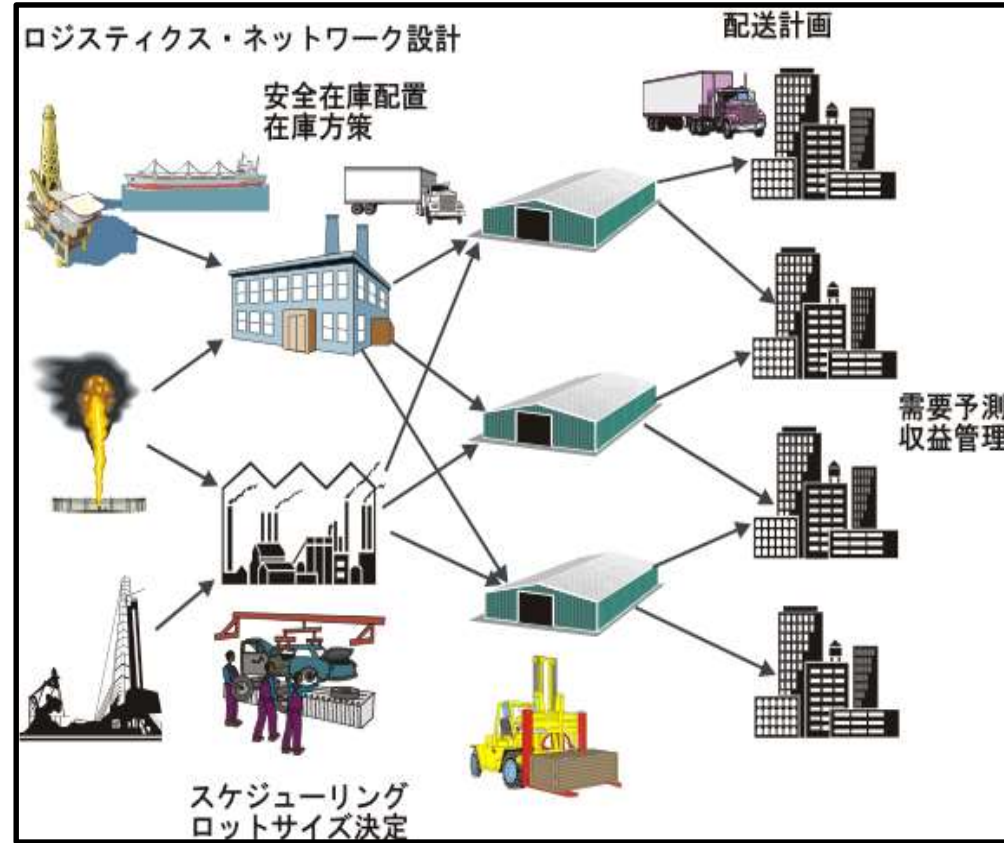 ロジスティクス・ネットワーク設計
配送計画
安全在庫配置
在庫方策
需要予測
収益管理
スケジューリング
ロットサイズ決定